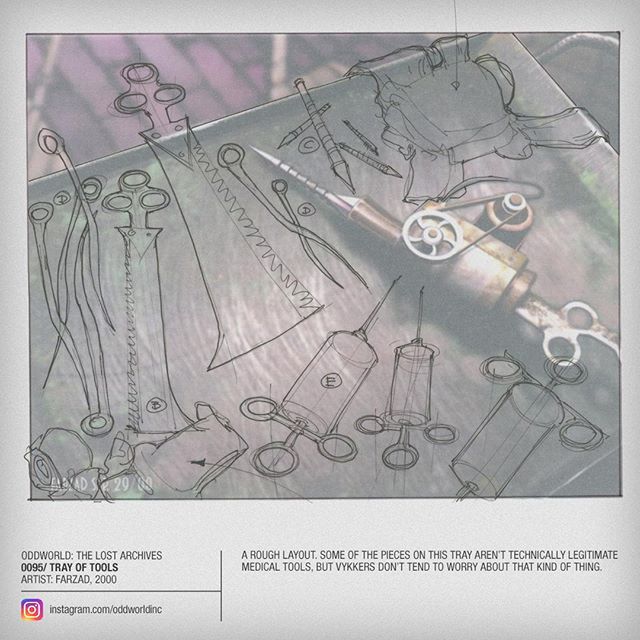 E
FARZAD SEP 29/00
ODDWORLD: THE LOST ARCHIVES
0095/ TRAY OF TOOLS
ARTIST: FARZAD, 2000
instagram.com/oddworldinc
A ROUGH LAYOUT. SOME OF THE PIECES ON THIS TRAY AREN'T TECHNICALLY LEGITIMATE
MEDICAL TOOLS, BUT VYKKERS DON'T TEND TO WORRY ABOUT THAT KIND OF THING.